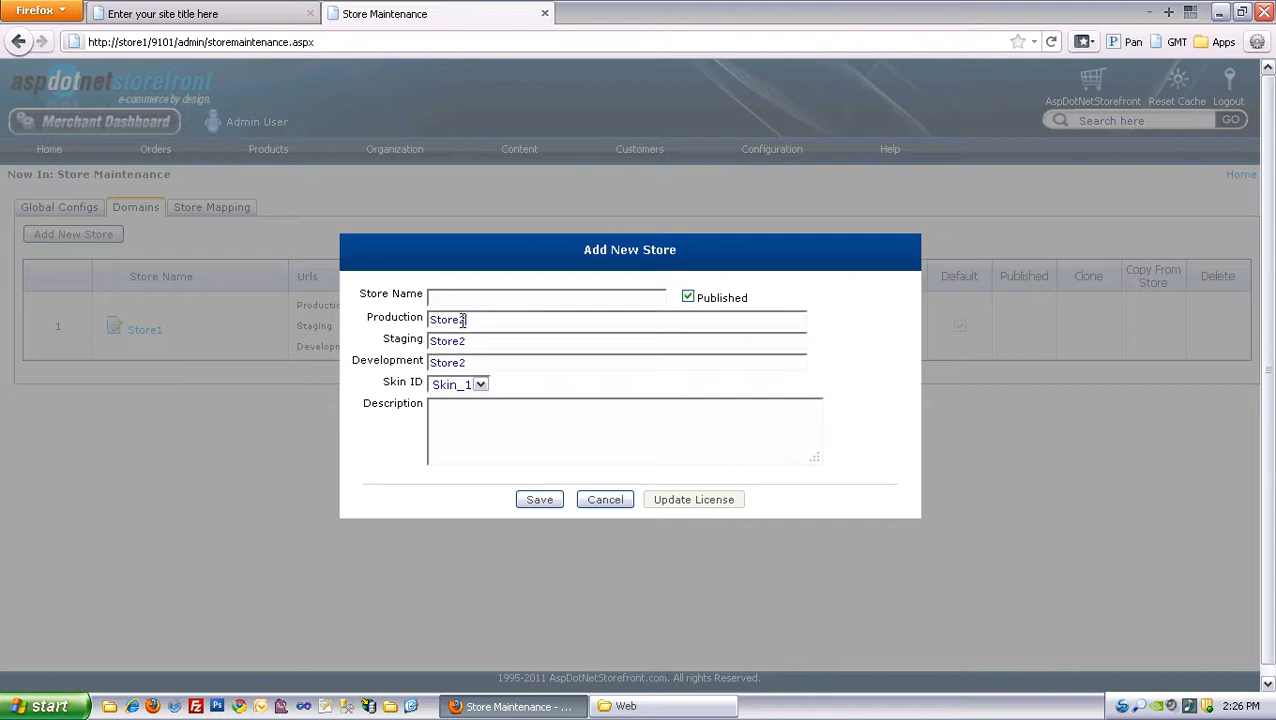 Firefox
Enter your site title here
Store Maintenance
http://store1/9101/admin/storemaintenance.aspx
Pan
GMT
Apps
aspdotnetstorefront
e-commerce by design.
Merchant Dashboard
Admin User
AspDotNetStorefront
Reset Cache
Logout
Search here
GO
Home
Orders
Products
Organization
Content
Customers
Configuration
Help
Now In: Store Maintenance
Home
Global Configs
Domains
Store Mapping
Add New Store
Store Name
Urls
Default
Published
Clone
Copy From
Store
Delete
1
Store1
Productio
Staging
Developm
Add New Store
Store Name
Published
Production
Store2
Staging
Store2
Development
Store2
Skin ID
Skin_1
Description
Save
Cancel
Update License
1995-2011 AspDotNetStorefront.com. All Rights Reserved.
start
Store Maintenance - ...
Web
2:26 PM